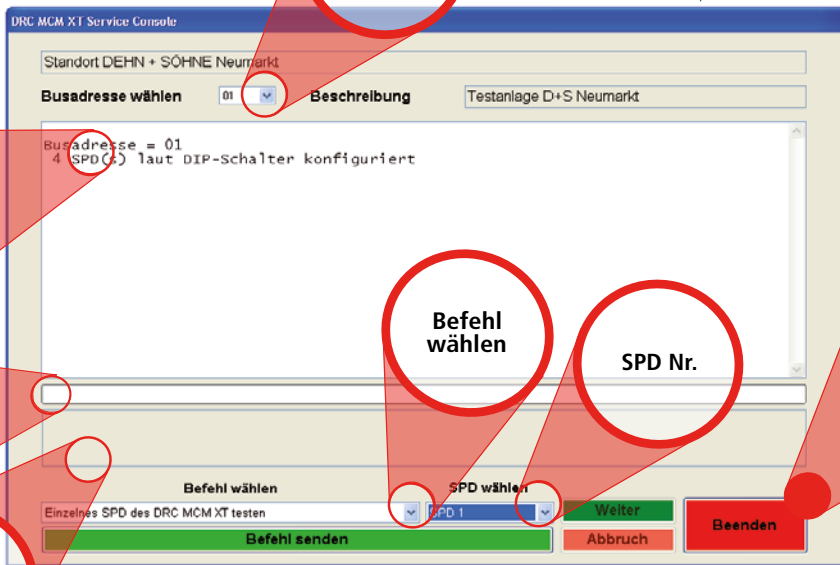 DRC MCM XT Service Console
Standort DEHN + SÖHNE Neumarkt
Busadresse wählen 01 Beschreibung Testanlage D+S Neumarkt
Busadresse = 01
4 SPD(s) laut DIP-Schalter konfiguriert
Befehl
wählen
SPD Nr.
Befehl wählen SPD wählen
Einzelnes SPD des DRC MCM XT testen SPD 1 Weiter
Beenden
Befehl senden Abbruch